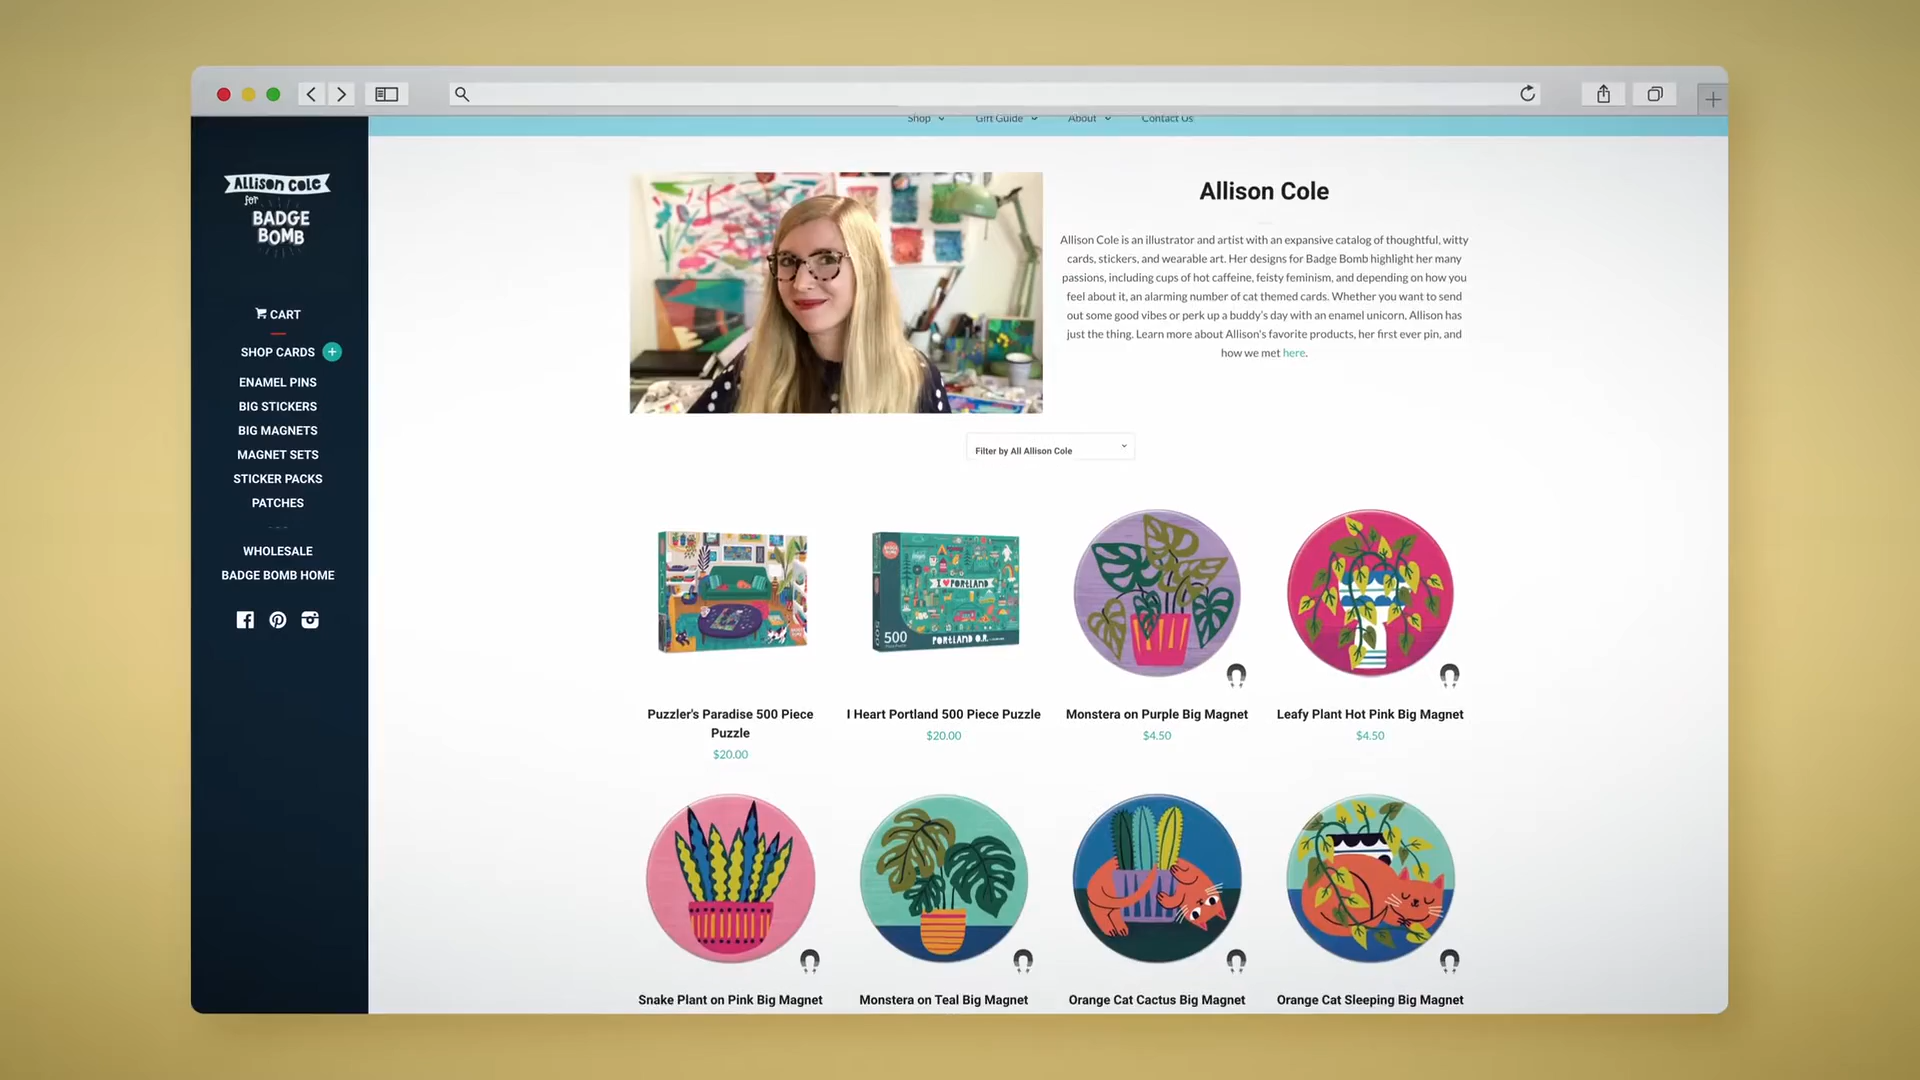 Shop
Gift Guide
About
Contact Us
Allison Cole
for
BADGE
BOMB
CART
SHOP CARDS
ENAMEL PINS
BIG STICKERS
BIG MAGNETS
MAGNET SETS
STICKER PACKS
PATCHES
WHOLESALE
BADGE BOMB HOME
Allison Cole
Allison Cole is an illustrator and artist with an expansive catalog of thoughtful, witty
cards, stickers, and wearable art. Her designs for Badge Bomb highlight her many
passions, including cups of hot caffeine, feisty feminism, and depending on how you
feel about it, an alarming number of cat themed cards. Whether you want to send
out some good vibes or perk up a buddy's day with an enamel unicorn, Allison has
just the thing. Learn more about Allison's favorite products, her first ever pin, and
how we met here.
Filter by All Allison Cole
I PORTLAND
500
PORTLAND OR.
Puzzler's Paradise 500 Piece
Puzzle
$20.00
I Heart Portland 500 Piece Puzzle
$20.00
Monstera on Purple Big Magnet
$4.50
Leafy Plant Hot Pink Big Magnet
$4.50
Snake Plant on Pink Big Magnet
Monstera on Teal Big Magnet
Orange Cat Cactus Big Magnet
Orange Cat Sleeping Big Magnet